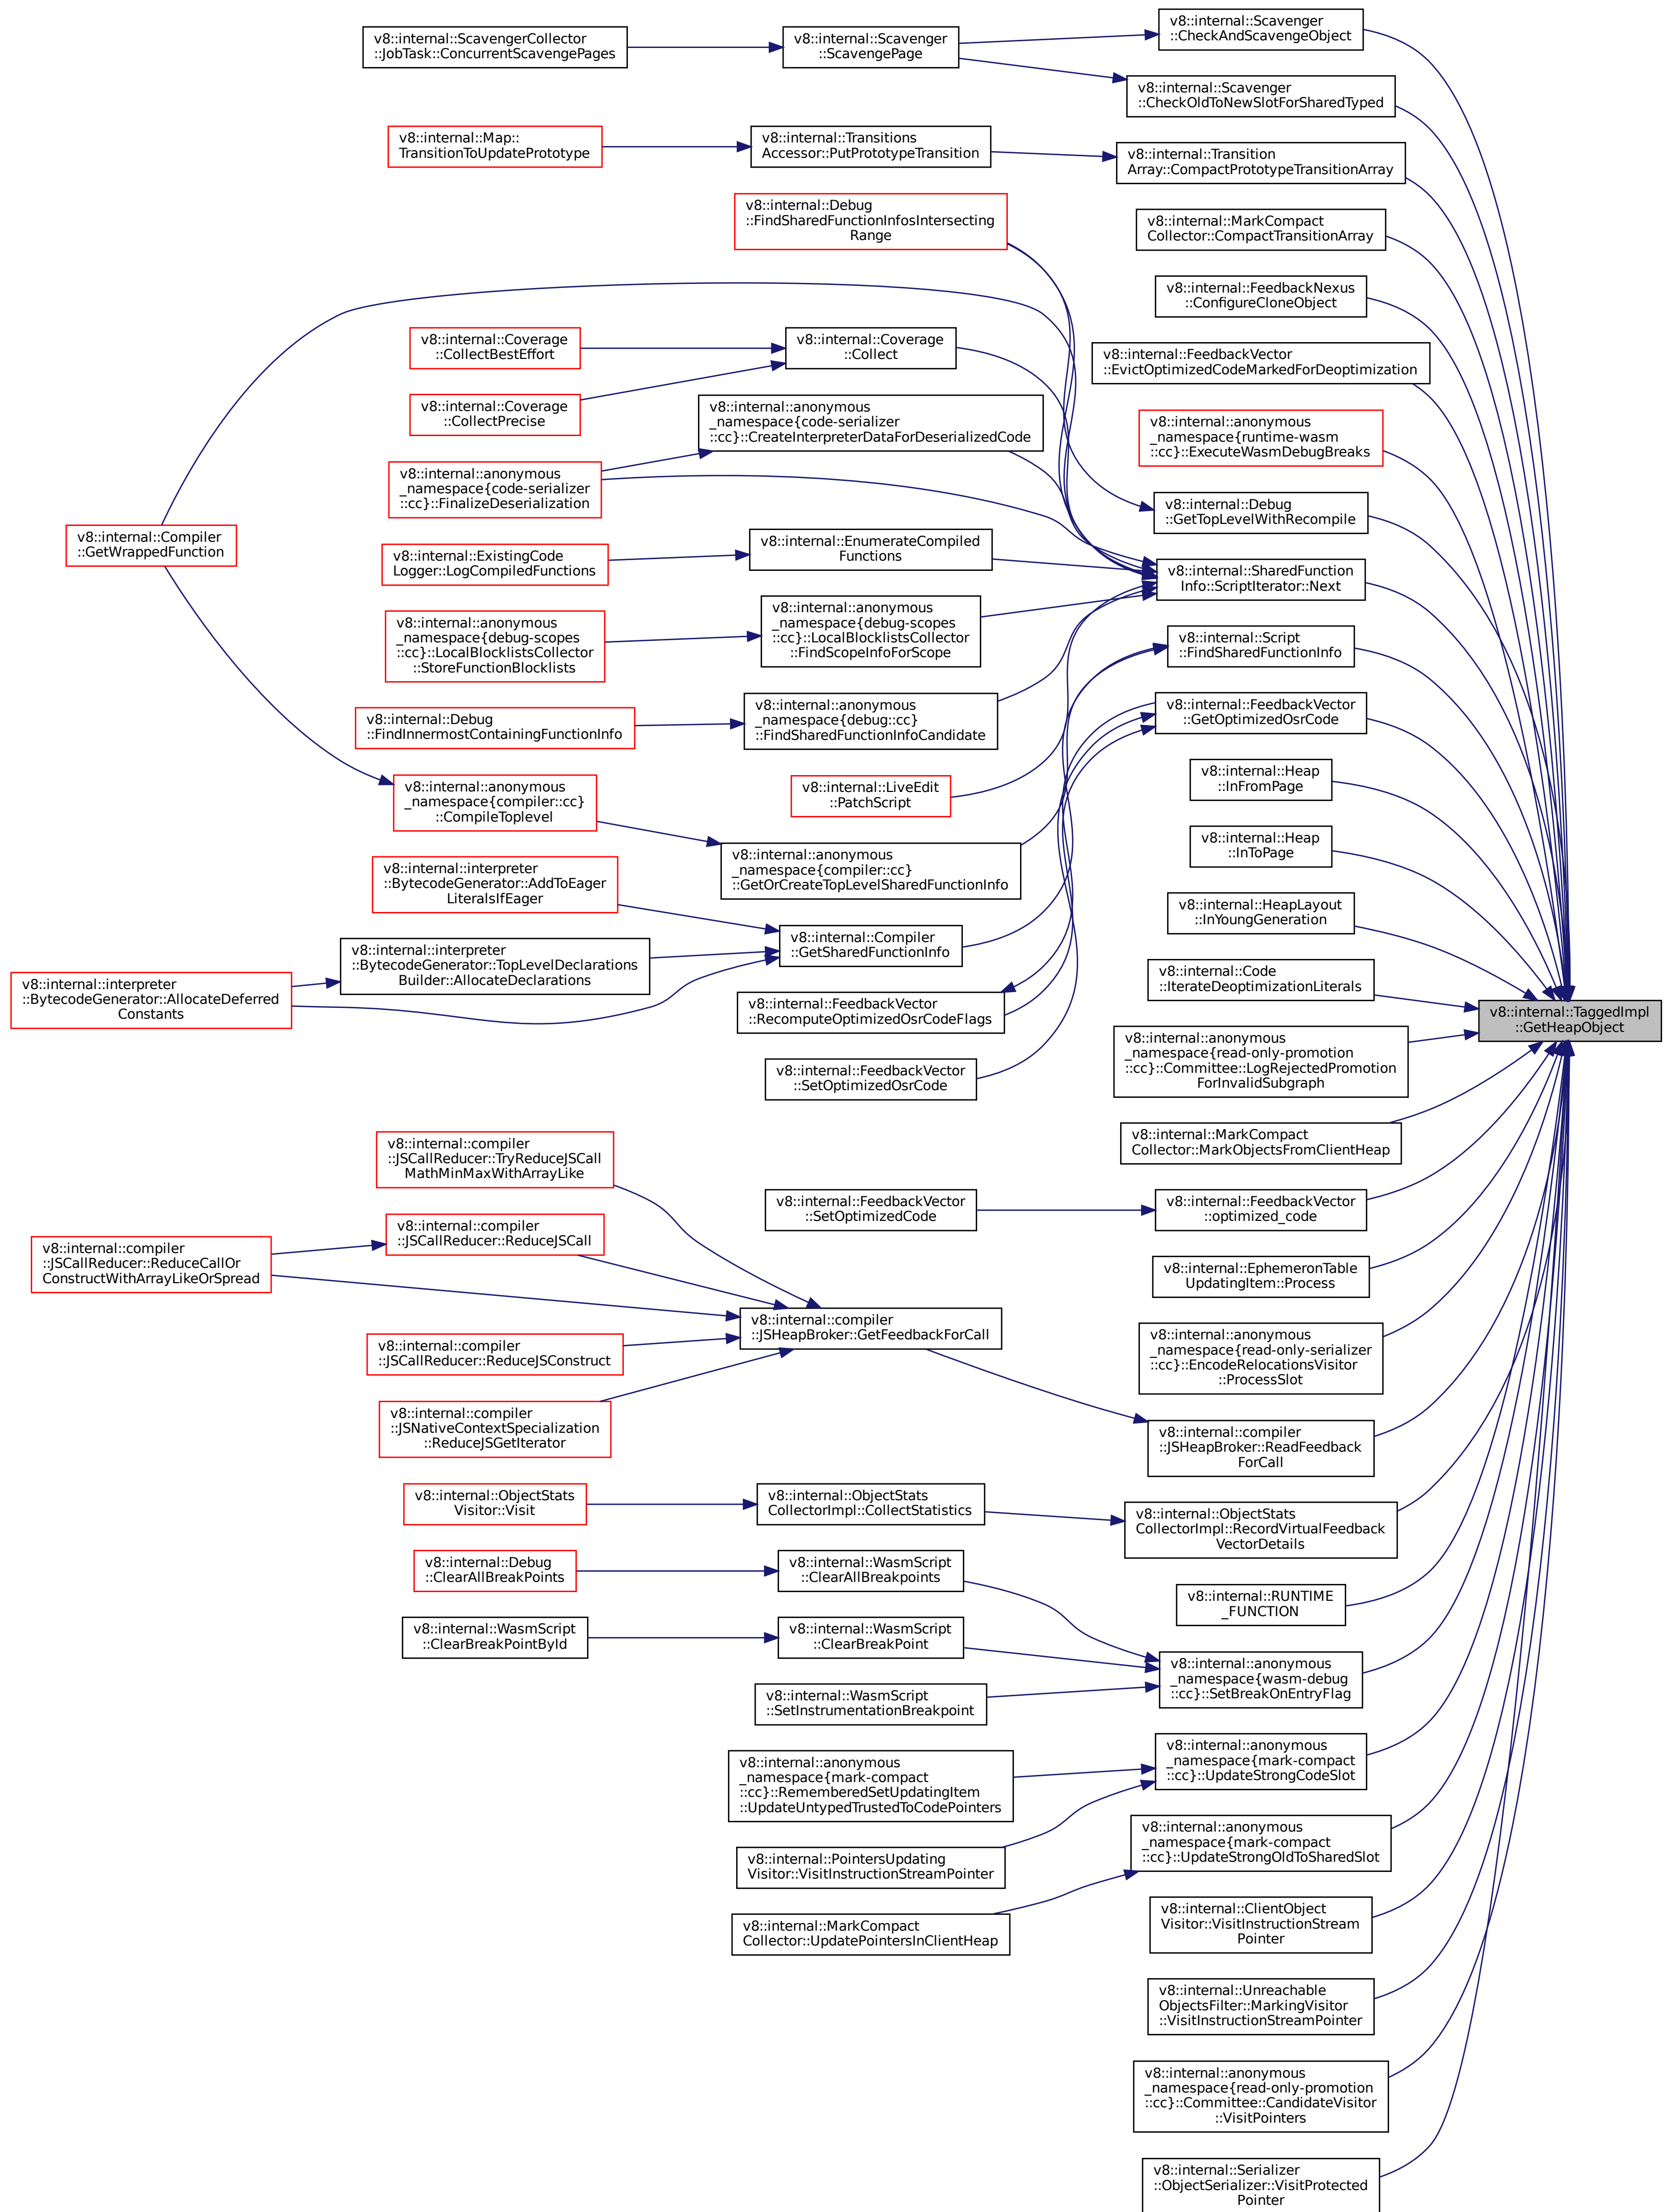 v8::internal::Scavenger
::CheckAndScavengeObject
v8::internal::ScavengerCollector
::JobTask::ConcurrentScavengePages
v8::internal::Scavenger
::ScavengePage
v8::internal::Scavenger
::CheckOldToNewSlotForSharedTyped
v8::internal::Map::
TransitionToUpdatePrototype
v8::internal::Transitions
Accessor::PutPrototypeTransition
v8::internal::Transition
Array::CompactPrototypeTransitionArray
v8::internal::Debug
::FindSharedFunctionInfosIntersecting
Range
v8::internal::MarkCompact
Collector::CompactTransitionArray
v8::internal::FeedbackNexus
::ConfigureCloneObject
v8::internal::Coverage
::CollectBestEffort
v8::internal::Coverage
::Collect
v8::internal::FeedbackVector
::EvictOptimizedCodeMarkedForDeoptimization
v8::internal::Coverage
::CollectPrecise
v8::internal::anonymous
_namespace{code-serializer
::cc}::CreateInterpreterDataForDeserializedCode
v8::internal::anonymous
_namespace{runtime-wasm
::cc}::ExecuteWasmDebugBreaks
v8::internal::anonymous
_namespace{code-serializer
::cc}::FinalizeDeserialization
v8::internal::Debug
::GetTopLevelWithRecompile
v8::internal::Compiler
::GetWrappedFunction
v8::internal::ExistingCode
Logger::LogCompiledFunctions
v8::internal::EnumerateCompiled
Functions
v8::internal::SharedFunction
Info::ScriptIterator::Next
v8::internal::anonymous
_namespace{debug-scopes
::cc}::LocalBlocklistsCollector
::StoreFunctionBlocklists
v8::internal::anonymous
_namespace{debug-scopes
::cc}::LocalBlocklistsCollector
::FindScopeInfoForScope
v8::internal::Script
::FindSharedFunctionInfo
v8::internal::Debug
::FindInnermostContainingFunctionInfo
v8::internal::anonymous
_namespace{debug::cc}
::FindSharedFunctionInfoCandidate
v8::internal::FeedbackVector
::GetOptimizedOsrCode
v8::internal::anonymous
_namespace{compiler::cc}
::CompileToplevel
v8::internal::LiveEdit
::PatchScript
v8::internal::Heap
::InFromPage
v8::internal::anonymous
_namespace{compiler::cc}
::GetOrCreateTopLevelSharedFunctionInfo
v8::internal::Heap
::InToPage
v8::internal::interpreter
::BytecodeGenerator::AddToEager
LiteralsIfEager
v8::internal::HeapLayout
::InYoungGeneration
v8::internal::Compiler
::GetSharedFunctionInfo
v8::internal::interpreter
::BytecodeGenerator::TopLevelDeclarations
Builder::AllocateDeclarations
v8::internal::interpreter
::BytecodeGenerator::AllocateDeferred
Constants
v8::internal::Code
::IterateDeoptimizationLiterals
v8::internal::FeedbackVector
::RecomputeOptimizedOsrCodeFlags
v8::internal::TaggedImpl
::GetHeapObject
v8::internal::anonymous
_namespace{read-only-promotion
::cc}::Committee::LogRejectedPromotion
ForInvalidSubgraph
v8::internal::FeedbackVector
::SetOptimizedOsrCode
v8::internal::MarkCompact
Collector::MarkObjectsFromClientHeap
v8::internal::compiler
::JSCallReducer::TryReduceJSCall
MathMinMaxWithArrayLike
v8::internal::FeedbackVector
::SetOptimizedCode
v8::internal::FeedbackVector
::optimized_code
v8::internal::compiler
::JSCallReducer::ReduceJSCall
v8::internal::compiler
::JSCallReducer::ReduceCallOr
ConstructWithArrayLikeOrSpread
v8::internal::EphemeronTable
UpdatingItem::Process
v8::internal::compiler
::JSHeapBroker::GetFeedbackForCall
v8::internal::anonymous
_namespace{read-only-serializer
::cc}::EncodeRelocationsVisitor
::ProcessSlot
v8::internal::compiler
::JSCallReducer::ReduceJSConstruct
v8::internal::compiler
::JSNativeContextSpecialization
::ReduceJSGetIterator
v8::internal::compiler
::JSHeapBroker::ReadFeedback
ForCall
v8::internal::ObjectStats
Visitor::Visit
v8::internal::ObjectStats
CollectorImpl::CollectStatistics
v8::internal::ObjectStats
CollectorImpl::RecordVirtualFeedback
VectorDetails
v8::internal::Debug
::ClearAllBreakPoints
v8::internal::WasmScript
::ClearAllBreakpoints
v8::internal::RUNTIME
_FUNCTION
v8::internal::WasmScript
::ClearBreakPointById
v8::internal::WasmScript
::ClearBreakPoint
v8::internal::anonymous
_namespace{wasm-debug
::cc}::SetBreakOnEntryFlag
v8::internal::WasmScript
::SetInstrumentationBreakpoint
v8::internal::anonymous
_namespace{mark-compact
::cc}::UpdateStrongCodeSlot
v8::internal::anonymous
_namespace{mark-compact
::cc}::RememberedSetUpdatingItem
::UpdateUntypedTrustedToCodePointers
v8::internal::anonymous
_namespace{mark-compact
::cc}::UpdateStrongOldToSharedSlot
v8::internal::PointersUpdating
Visitor::VisitInstructionStreamPointer
v8::internal::ClientObject
Visitor::VisitInstructionStream
Pointer
v8::internal::MarkCompact
Collector::UpdatePointersInClientHeap
v8::internal::Unreachable
ObjectsFilter::MarkingVisitor
::VisitInstructionStreamPointer
v8::internal::anonymous
_namespace{read-only-promotion
::cc}::Committee::CandidateVisitor
::VisitPointers
v8::internal::Serializer
::ObjectSerializer::VisitProtected
Pointer